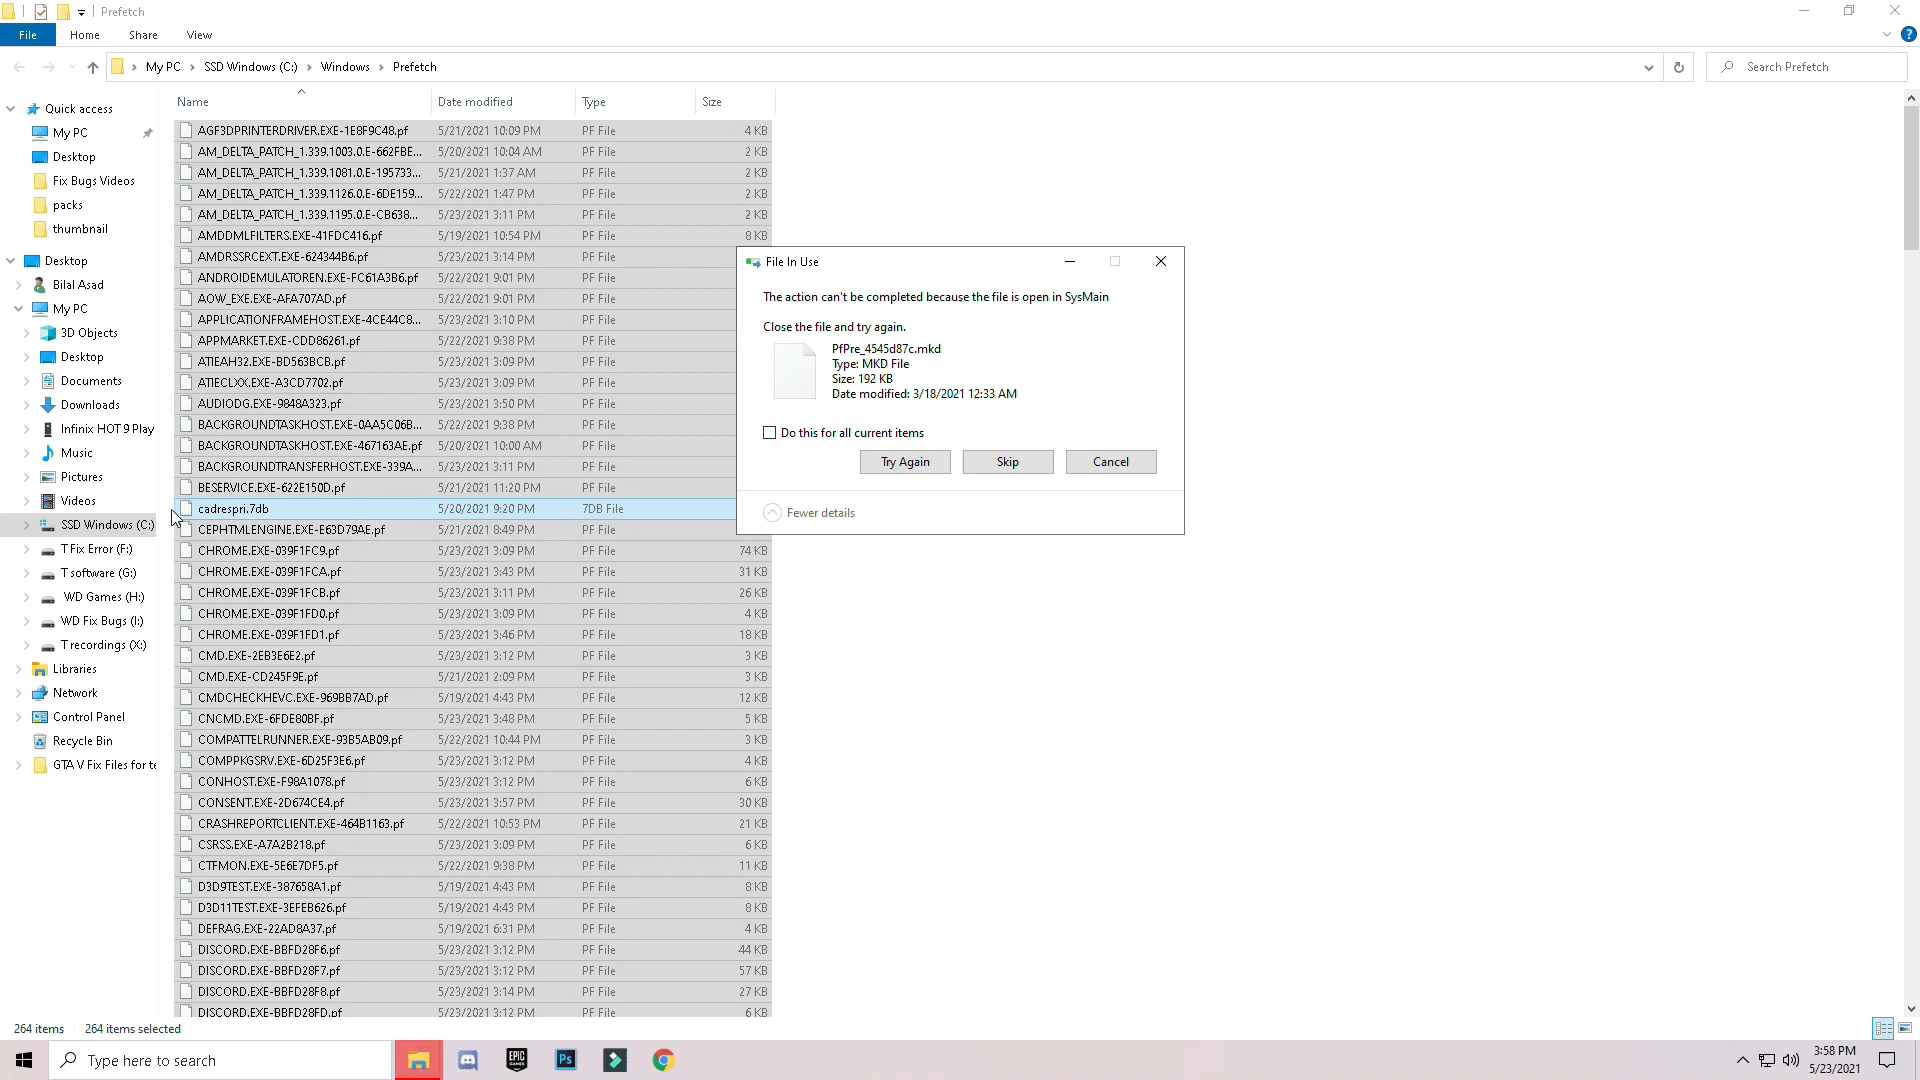 Prefetch
File Home Share View
My PC SSD Windows (C:) Windows Prefetch
Search Prefetch
Quick access
My PC
Desktop
Fix Bugs Videos
packs
thumbnail
Desktop
Bilal Asad
My PC
3D Objects
Desktop
Documents
Downloads
Infinix HOT 9 Play
Music
Pictures
Videos
SSD Windows (C:)
T Fix Error (F:)
T software (G:)
WD Games (H:)
WD Fix Bugs (I:)
T recordings (X:)
Libraries
Network
Control Panel
Recycle Bin
GTA V Fix Files for te
Name Date modified Type Size
AGF3DPRINTERDRIVER.EXE-1E8F9C48.pf 5/21/2021 10:09 PM PF File 4 KB
AM_DELTA_PATCH_1.339.1003.0.E-662FBE... 5/20/2021 10:04 AM PF File 2 KB
AM_DELTA_PATCH_1.339.1081.0.E-195733... 5/21/2021 1:37 AM PF File 2 KB
AM_DELTA_PATCH_1.339.1126.0.E-6DE159... 5/22/2021 1:47 PM PF File 2 KB
AM_DELTA_PATCH_1.339.1195.0.E-CB638... 5/23/2021 3:11 PM PF File 2 KB
AMDDMLFILTERS.EXE-41FDC416.pf 5/19/2021 10:54 PM PF File 8 KB
AMDRSSRCEXT.EXE-624344B6.pf 5/23/2021 3:14 PM PF File
ANDROIDEMULATOREN.EXE-FC61A3B6.pf 5/22/2021 9:01 PM PF File
AOW_EXE.EXE-AFA707AD.pf 5/22/2021 9:01 PM PF File
APPLICATIONFRAMEHOST.EXE-4CE44C8... 5/23/2021 3:10 PM PF File
APPMARKET.EXE-CDD86261.pf 5/22/2021 9:38 PM PF File
ATIEAH32.EXE-BD563BCB.pf 5/23/2021 3:09 PM PF File
ATIECLXX.EXE-A3CD7702.pf 5/23/2021 3:09 PM PF File
AUDIODG.EXE-9848A323.pf 5/23/2021 3:50 PM PF File
BACKGROUNDTASKHOST.EXE-0AA5C06B... 5/22/2021 9:38 PM PF File
BACKGROUNDTASKHOST.EXE-467163AE.pf 5/20/2021 10:00 AM PF File
BACKGROUNDTRANSFERHOST.EXE-339A... 5/23/2021 3:11 PM PF File
BESERVICE.EXE-622E150D.pf 5/21/2021 11:20 PM PF File
cadrespri.7db 5/20/2021 9:20 PM 7DB File
CEPHTMLENGINE.EXE-E63D79AE.pf 5/21/2021 8:49 PM PF File
CHROME.EXE-039F1FC9.pf 5/23/2021 3:09 PM PF File 74 KB
CHROME.EXE-039F1FCA.pf 5/23/2021 3:43 PM PF File 31 KB
CHROME.EXE-039F1FCB.pf 5/23/2021 3:11 PM PF File 26 KB
CHROME.EXE-039F1FD0.pf 5/23/2021 3:09 PM PF File 4 KB
CHROME.EXE-039F1FD1.pf 5/23/2021 3:46 PM PF File 18 KB
CMD.EXE-2EB3E6E2.pf 5/23/2021 3:12 PM PF File 3 KB
CMD.EXE-CD245F9E.pf 5/21/2021 2:09 PM PF File 3 KB
CMDCHECKHEVC.EXE-969BB7AD.pf 5/19/2021 4:43 PM PF File 12 KB
CNCMD.EXE-6FDE80BF.pf 5/23/2021 3:48 PM PF File 5 KB
COMPATTELRUNNER.EXE-93B5AB09.pf 5/22/2021 10:44 PM PF File 3 KB
COMPPKGSRV.EXE-6D25F3E6.pf 5/23/2021 3:12 PM PF File 4 KB
CONHOST.EXE-F98A1078.pf 5/23/2021 3:12 PM PF File 6 KB
CONSENT.EXE-2D674CE4.pf 5/23/2021 3:57 PM PF File 30 KB
CRASHREPORTCLIENT.EXE-464B1163.pf 5/22/2021 10:53 PM PF File 21 KB
CSRSS.EXE-A7A2B218.pf 5/23/2021 3:09 PM PF File 6 KB
CTFMON.EXE-5E6E7DF5.pf 5/22/2021 9:38 PM PF File 11 KB
D3D9TEST.EXE-387658A1.pf 5/19/2021 4:43 PM PF File 8 KB
D3D11TEST.EXE-3EFEB626.pf 5/19/2021 4:43 PM PF File 8 KB
DEFRAG.EXE-22AD8A37.pf 5/19/2021 6:31 PM PF File 4 KB
DISCORD.EXE-BBFD28F6.pf 5/23/2021 3:12 PM PF File 44 KB
DISCORD.EXE-BBFD28F7.pf 5/23/2021 3:12 PM PF File 57 KB
DISCORD.EXE-BBFD28F8.pf 5/23/2021 3:14 PM PF File 27 KB
DISCORD.EXE-BBFD28FD.pf 5/23/2021 3:12 PM PF File 6 KB
File In Use
The action can't be completed because the file is open in SysMain
Close the file and try again.
PfPre_4545d87c.mkd
Type: MKD File
Size: 192 KB
Date modified: 3/18/2021 12:33 AM
Do this for all current items
Try Again Skip Cancel
Fewer details
264 items 264 items selected
Type here to search
EPIC GAMES
Ps
3:58 PM
5/23/2021